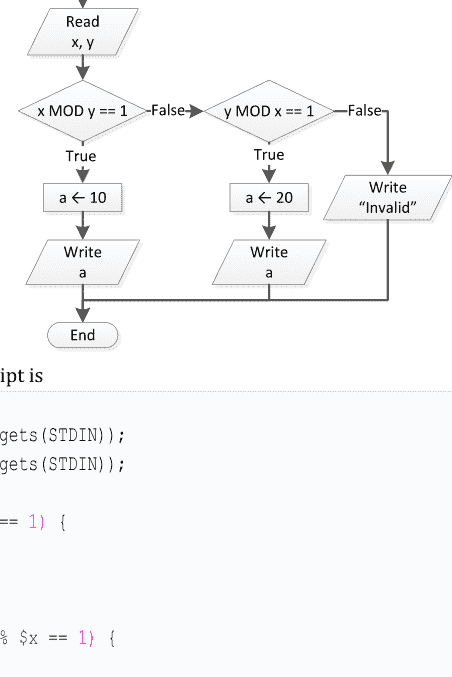 Read
x, y
x MOD y == 1
False
y MOD x == 1
False
True
True
a ← 10
a ← 20
Write
“Invalid”
Write
a
Write
a
End
ipt is
gets(STDIN));
gets(STDIN));
== 1) {
% $x == 1) {